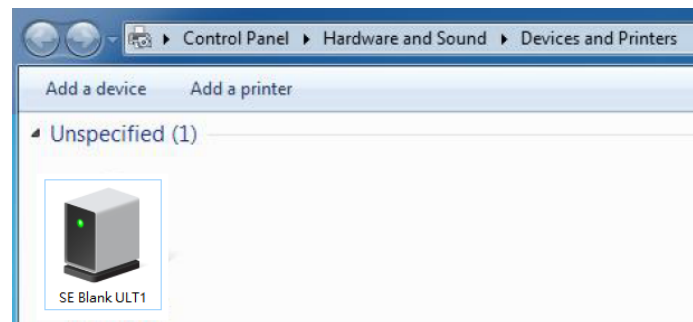 Control Panel Hardware and Sound Devices and Printers
Add a device Add a printer
Unspecified (1)
SE Blank ULT1